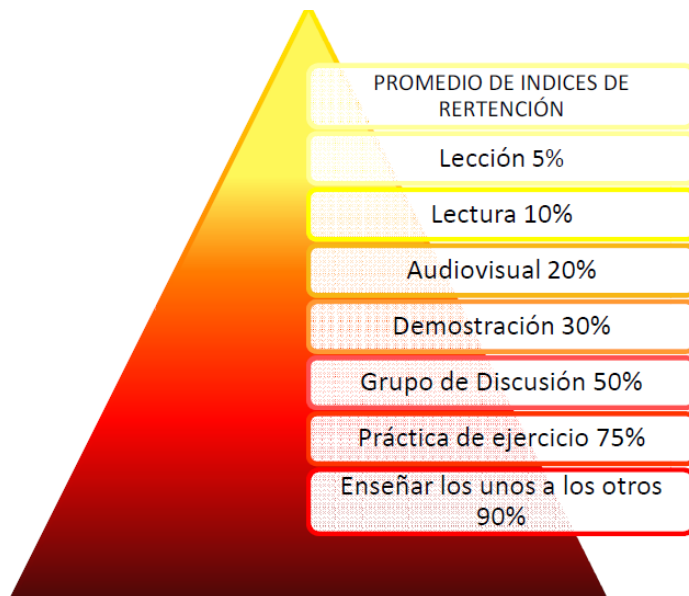 PROMEDIO DE INDICES DE
RERTENCIÓN
Lección 5%
Lectura 10%
Audiovisual 20%
Demostración 30%
Grupo de Discusión 50%
Práctica de ejercicio 75%
Enseñar los unos a los otros
90%